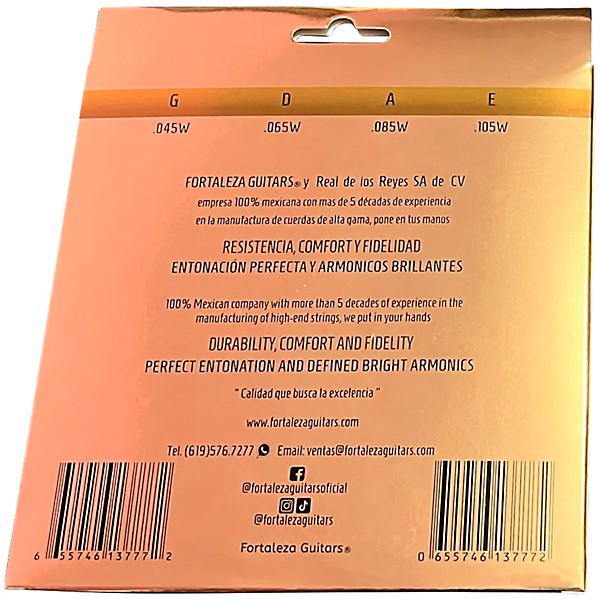 G D A E
.045W .065W .085W .105W
FORTALEZA GUITARS® y Real de los Reyes SA de CV
empresa 100% mexicana con mas de 5 décadas de experiencia
en la manufactura de cuerdas de alta gama, pone en tus manos
RESISTENCIA, COMFORT Y FIDELIDAD
ENTONACIÓN PERFECTA Y ARMONICOS BRILLANTES
100% Mexican company with more than 5 decades of experience in the
manufacturing of high-end strings, we put in your hands
DURABILITY, COMFORT AND FIDELITY
PERFECT ENTONATION AND DEFINED BRIGHT ARMONICS
" Calidad que busca la excelencia "
www.fortalezaguitars.com
Tel. (619)576.7277 Email: ventas@fortalezaguitars.com
@fortalezaguitarsoficial
@fortalezaguitars
Fortaleza Guitars®
6 55746 13777 2
0 655746 137772